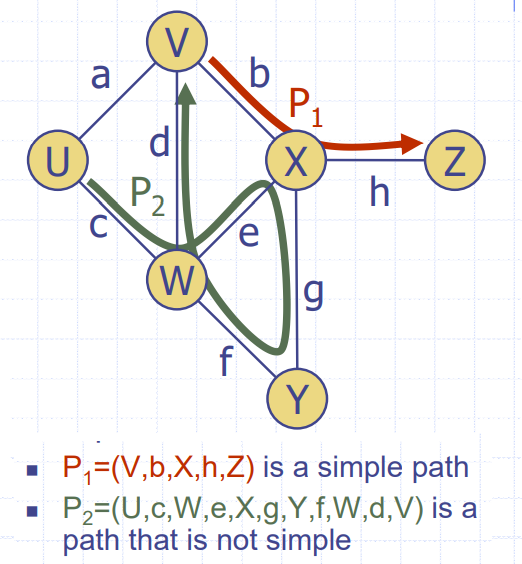 V
a
b
P1
U
d
X
Z
P2
h
c
e
W
g
f
Y
▪ P1=(V,b,X,h,Z) is a simple path
▪ P2=(U,c,W,e,X,g,Y,f,W,d,V) is a
path that is not simple